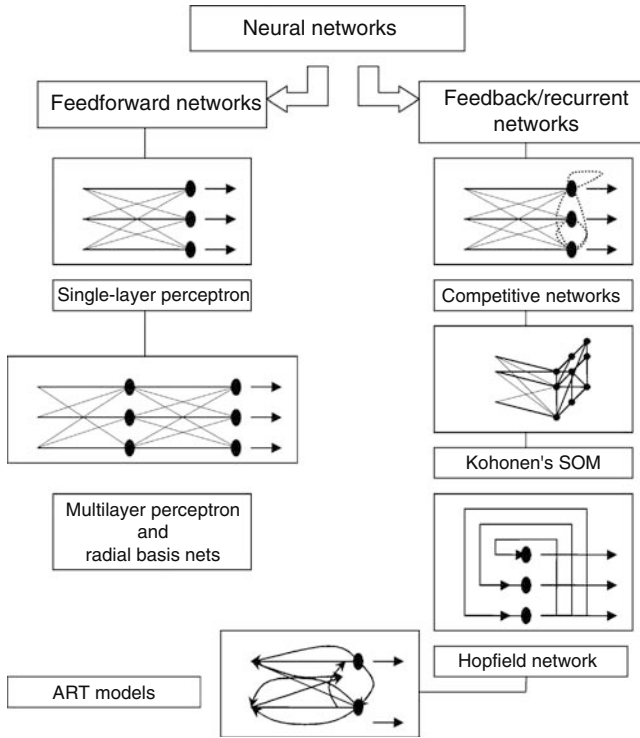 Neural networks
Feedforward networks
Feedback/recurrent
networks
Single-layer perceptron
Competitive networks
Kohonen's SOM
Multilayer perceptron
and
radial basis nets
Hopfield network
ART models